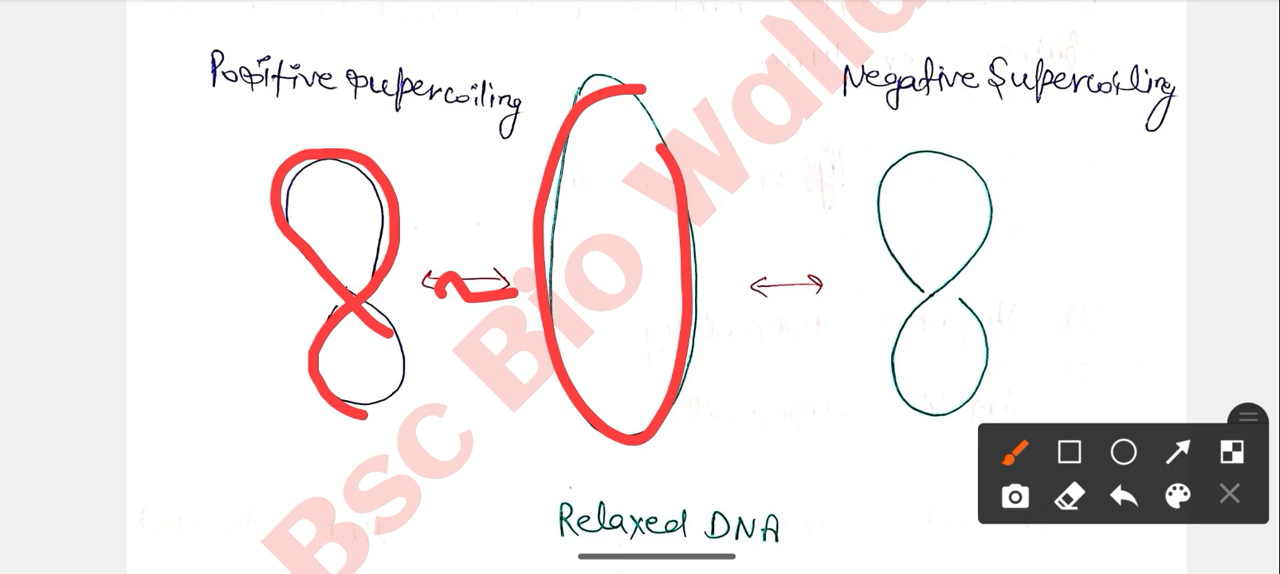 Positive Supercoiling
Negative Supercoiling
BSC Bio Walla
Relaxed DNA